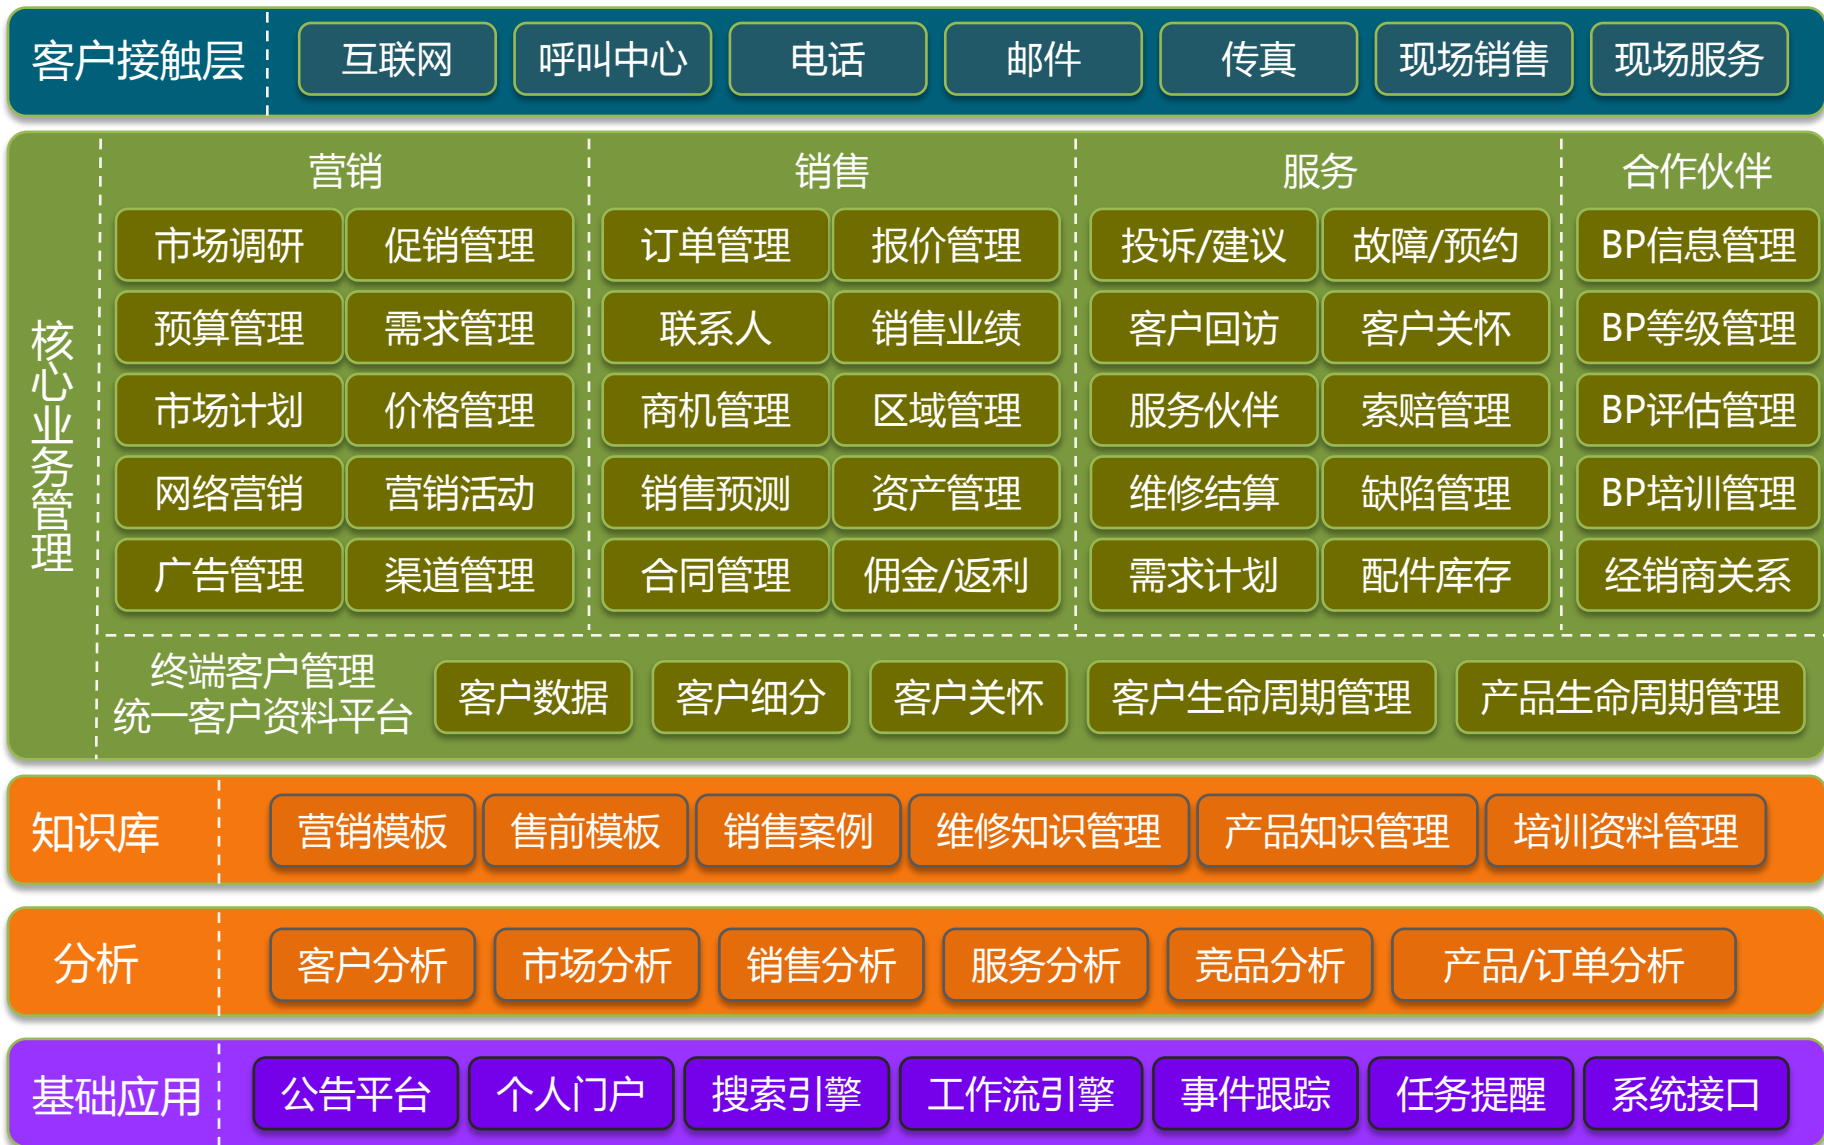 客户接触层 互联网 呼叫中心 电话 邮件 传真 现场销售 现场服务
核心业务管理
营销 销售 服务 合作伙伴
市场调研 促销管理 订单管理 报价管理 投诉/建议 故障/预约 BP信息管理
预算管理 需求管理 联系人 销售业绩 客户回访 客户关怀 BP等级管理
市场计划 价格管理 商机管理 区域管理 服务伙伴 索赔管理 BP评估管理
网络营销 营销活动 销售预测 资产管理 维修结算 缺陷管理 BP培训管理
广告管理 渠道管理 合同管理 佣金/返利 需求计划 配件库存 经销商关系
终端客户管理
统一客户资料平台 客户数据 客户细分 客户关怀 客户生命周期管理 产品生命周期管理
知识库 营销模板 售前模板 销售案例 维修知识管理 产品知识管理 培训资料管理
分析 客户分析 市场分析 销售分析 服务分析 竞品分析 产品/订单分析
基础应用 公告平台 个人门户 搜索引擎 工作流引擎 事件跟踪 任务提醒 系统接口